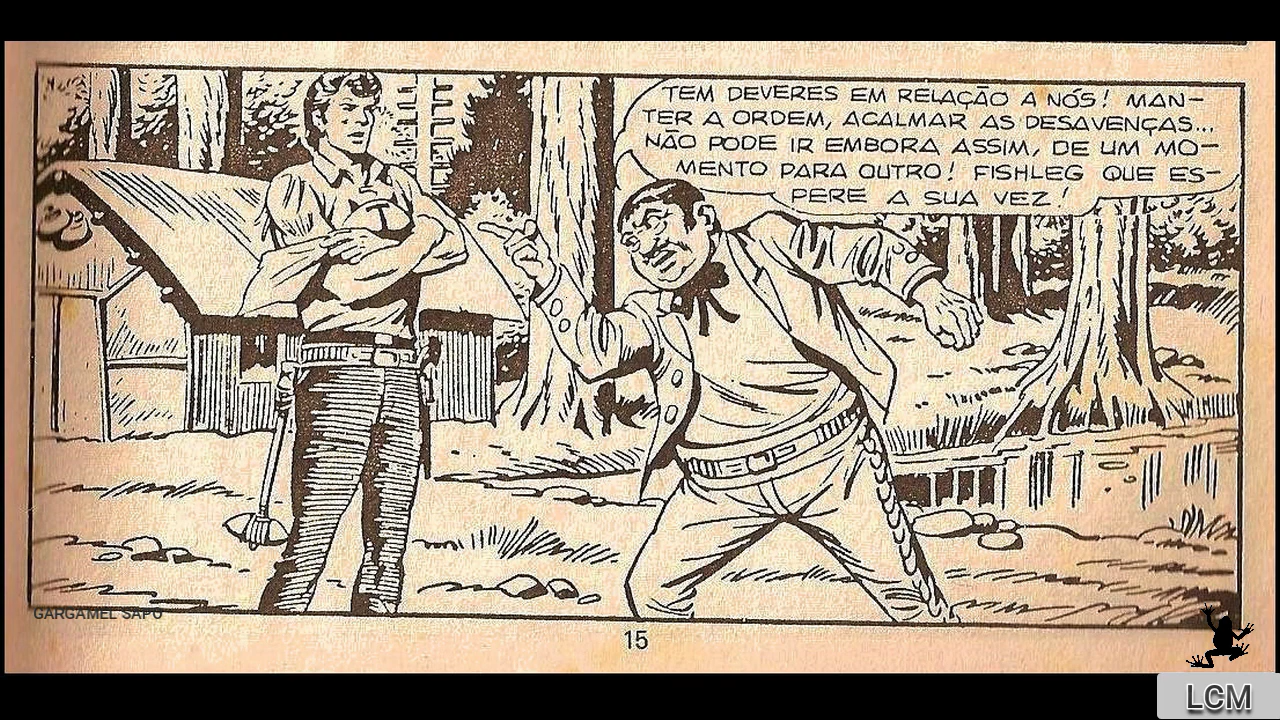 TEM DEVERES EM RELAÇÃO A NÓS! MAN-
TER A ORDEM, ACALMAR AS DESAVENÇAS...
NÃO PODE IR EMBORA ASSIM, DE UM MO-
MENTO PARA OUTRO! FISHLEG QUE ES-
PERE A SUA VEZ!
GARGAMEL SAPO
15
LCM